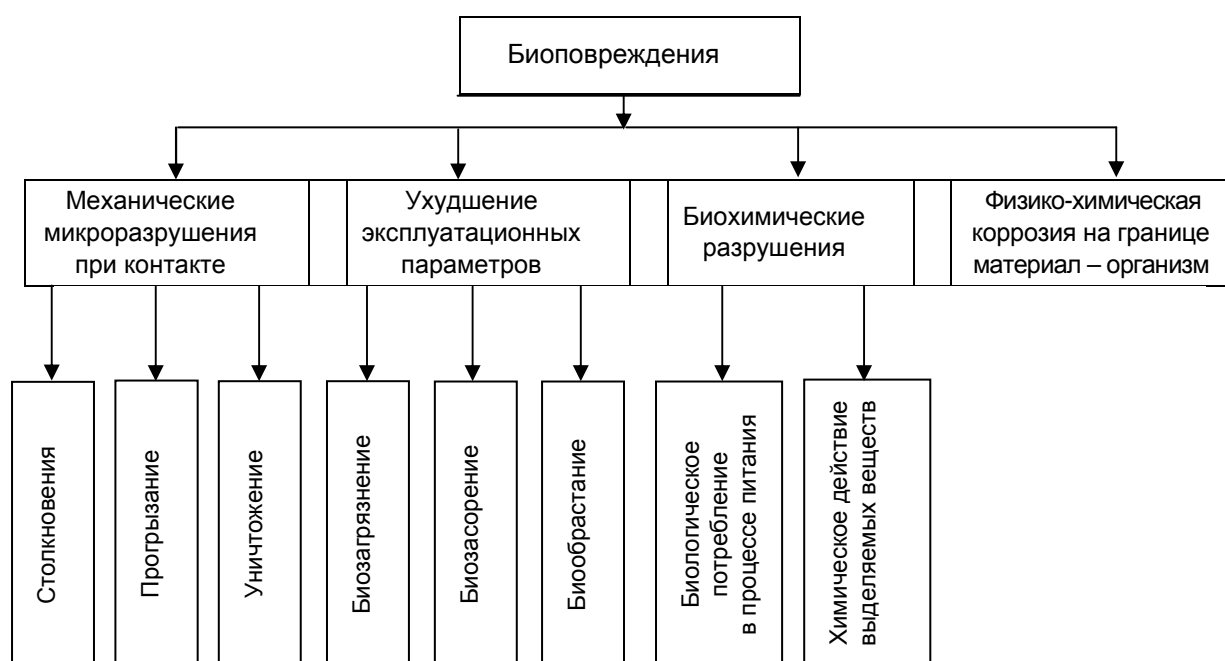 Биоповреждения
Механические
микроразрушения
при контакте
Ухудшение
эксплуатационных
параметров
Биохимические
разрушения
Физико-химическая
коррозия на границе
материал – организм
Столкновения
Прогрызание
Уничтожение
Биозагрязнение
Биозасорение
Биообрастание
Биологическое
потребление
в процессе питания
Химическое действие
выделяемых веществ